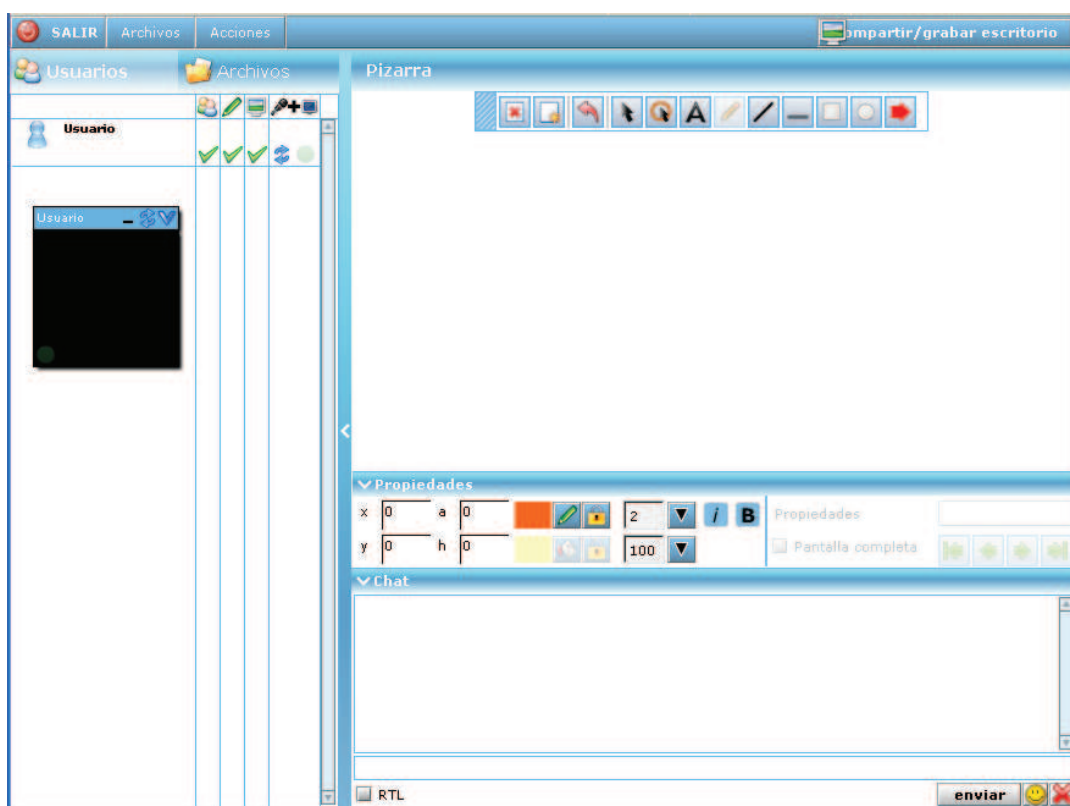 SALIR Archivos Acciones ompartir/grabar escritorio
Usuarios Archivos Pizarra
Usuario
A
Usuario
Propiedades
x 0 a 0 2 i B Propiedades
y 0 h 0 100 Pantalla completa
Chat
RTL enviar